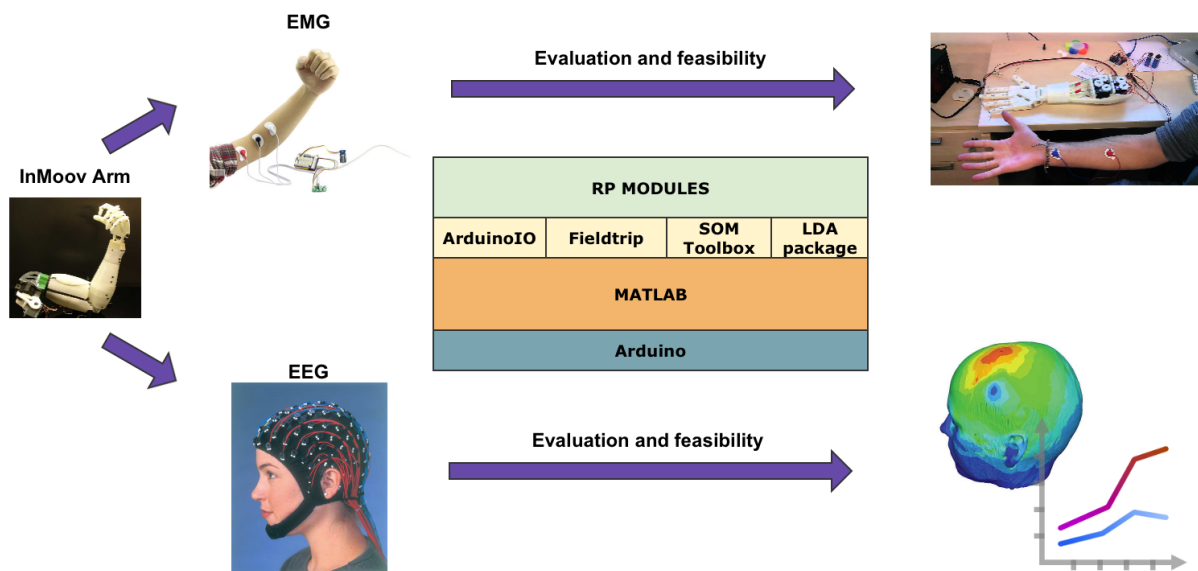 EMG
Evaluation and feasibility
InMoov Arm
RP MODULES
ArduinoIO
Fieldtrip
SOM
Toolbox
LDA
package
MATLAB
Arduino
EEG
Evaluation and feasibility